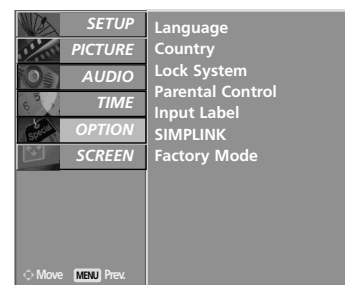 SETUP
PICTURE
AUDIO
TIME
OPTION
SCREEN
Language
Country
Lock System
Parental Control
Input Label
SIMPLINK
Factory Mode
Special
Move MENU Prev.